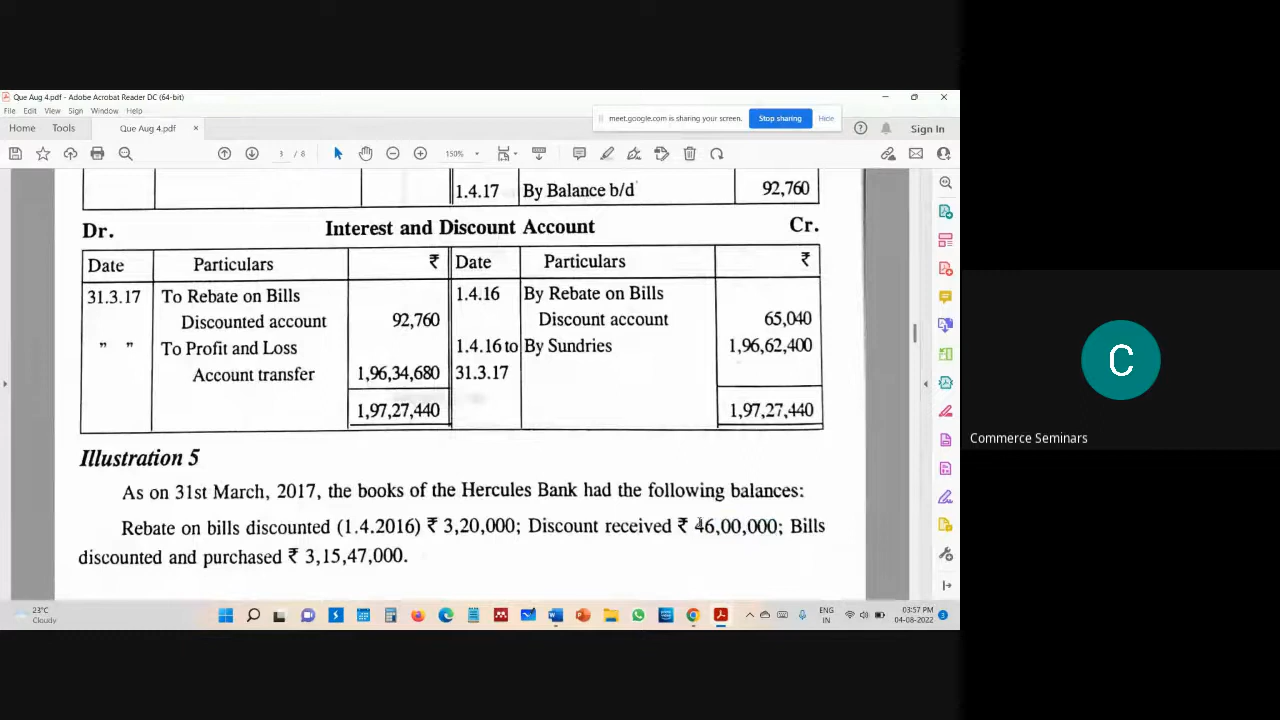 Que Aug 4.pdf - Adobe Acrobat Reader DC (64-bit)
File Edit View Sign Window Help
meet.google.com is sharing your screen. Stop sharing Hide
Home Tools Que Aug 4.pdf × Sign In
3 / 8 150%
1.4.17 By Balance b/d 92,760
Dr. Interest and Discount Account Cr.
Date Particulars ₹ Date Particulars ₹
31.3.17 To Rebate on Bills 1.4.16 By Rebate on Bills
Discounted account 92,760 Discount account 65,040
” ” To Profit and Loss 1.4.16 to By Sundries 1,96,62,400
Account transfer 1,96,34,680 31.3.17
1,97,27,440 1,97,27,440
Illustration 5
As on 31st March, 2017, the books of the Hercules Bank had the following balances:
Rebate on bills discounted (1.4.2016) ₹ 3,20,000; Discount received ₹ 46,00,000; Bills
discounted and purchased ₹ 3,15,47,000.
C
Commerce Seminars
23°C
Cloudy
ENG
IN
03:57 PM
04-08-2022
3